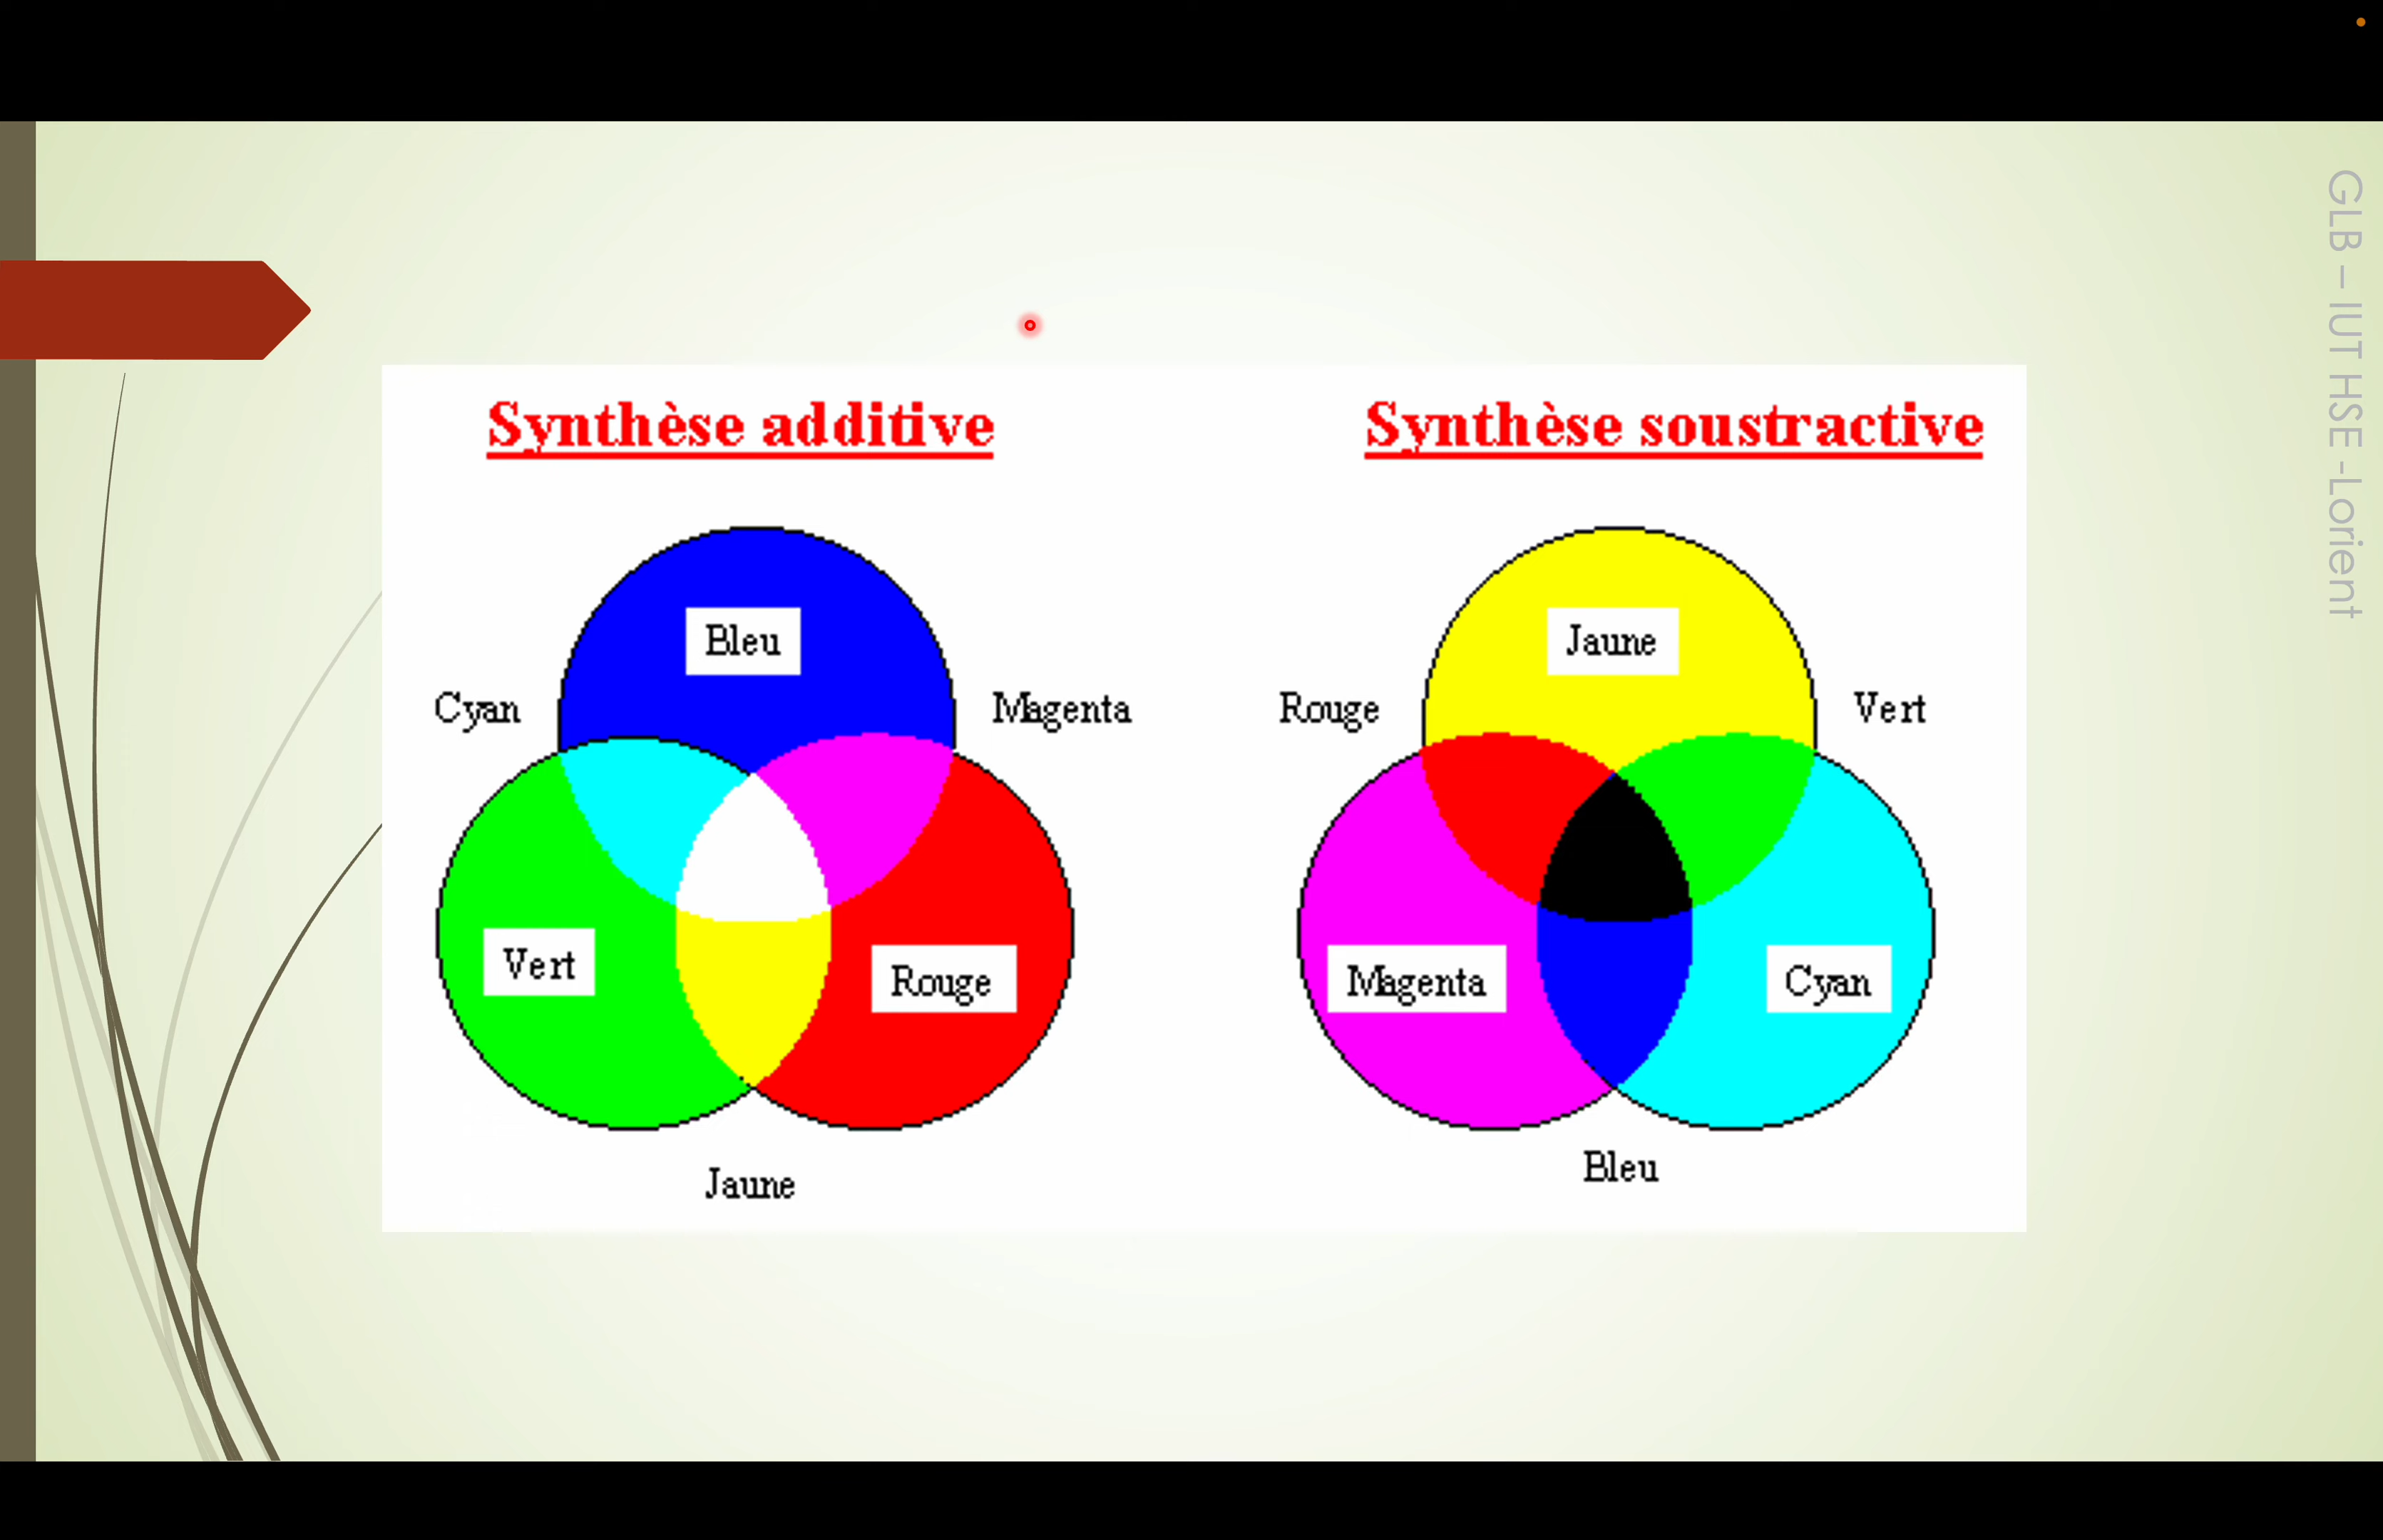 Synthèse additive
Synthèse soustractive
Bleu
Cyan
Magenta
Vert
Rouge
Jaune
Jaune
Rouge
Vert
Magenta
Cyan
Bleu
GLB – IUT HSE -Lorient